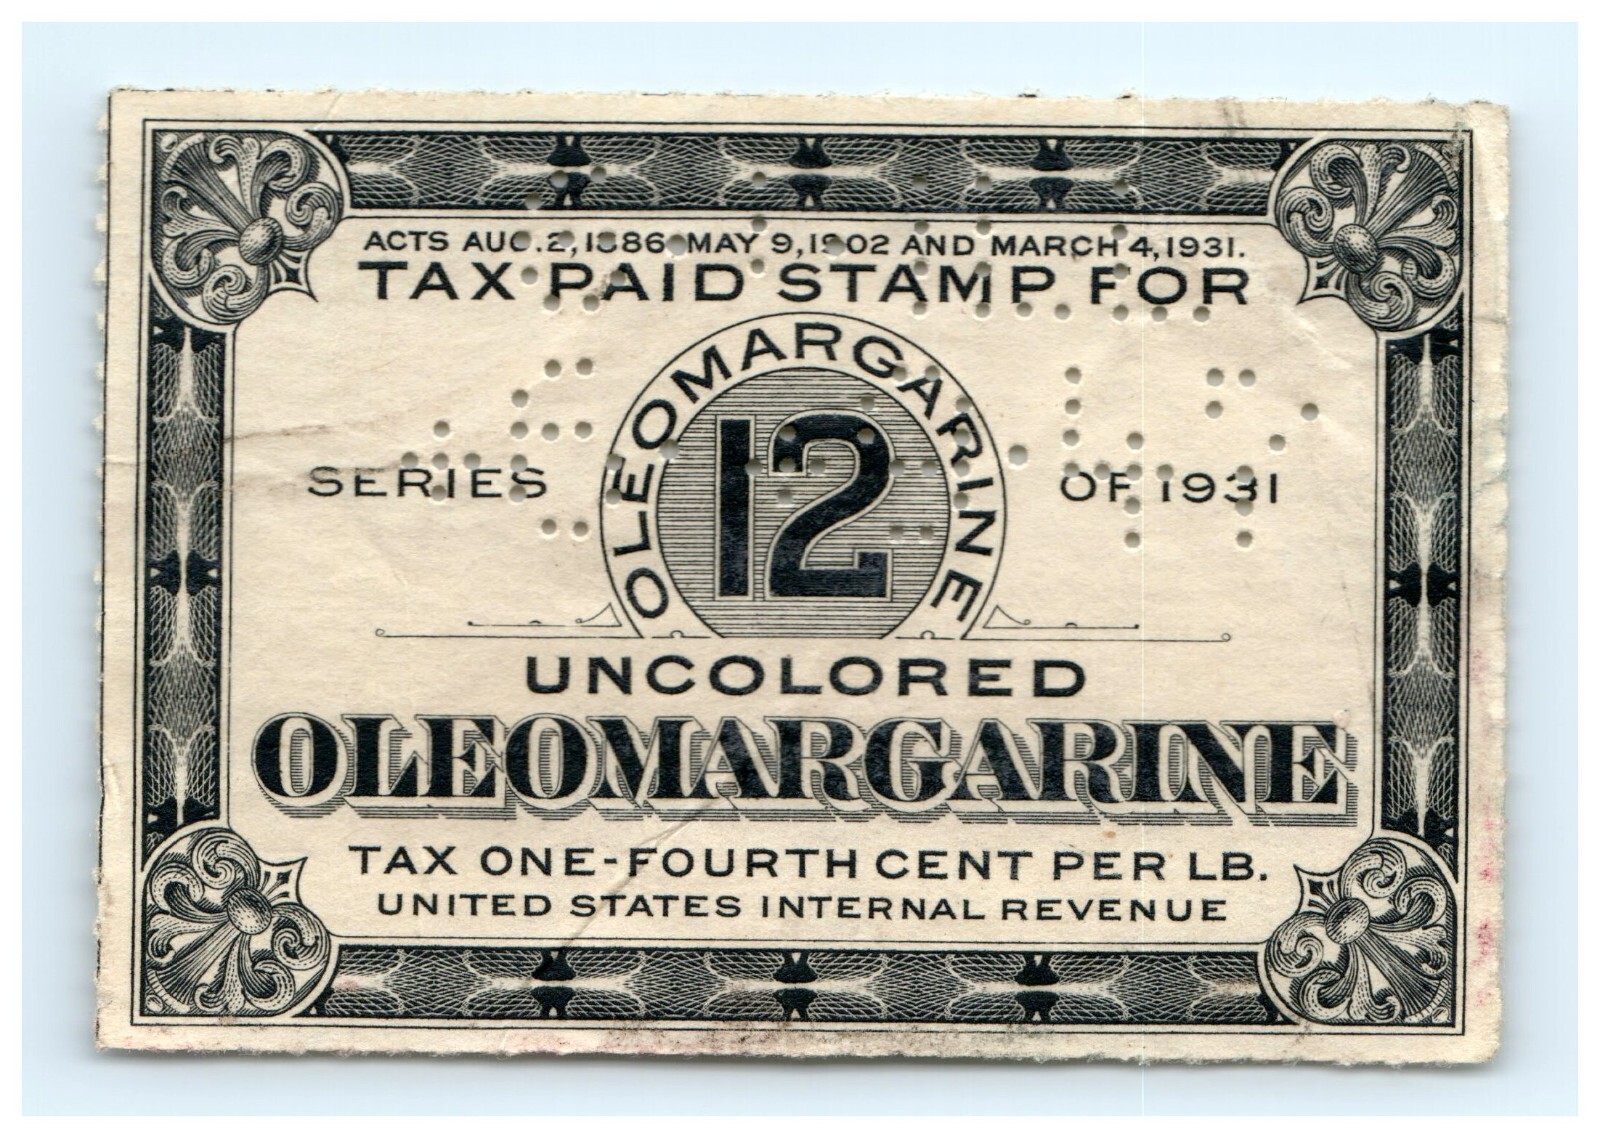 ACTS AUG. 2, 1886 MAY 9, 1902 AND MARCH 4, 1931.
TAX PAID STAMP FOR
OLEOMARGARINE
12
SERIES OF 1931
UNCOLORED
OLEOMARGARINE
TAX ONE-FOURTH CENT PER LB.
UNITED STATES INTERNAL REVENUE